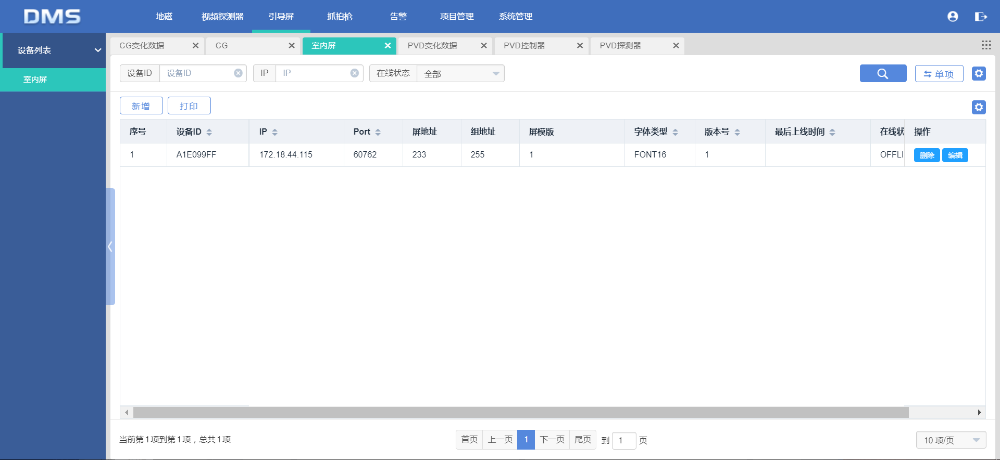 DMS 地磁 视频探测器 引导屏 抓拍枪 告警 项目管理 系统管理
设备列表
室内屏
CG变化数据 CG 室内屏 PVD变化数据 PVD控制器 PVD探测器
设备ID 设备ID IP IP 在线状态 全部 单项
新增 打印
序号 设备ID IP Port 屏地址 组地址 屏模版 字体类型 版本号 最后上线时间 在线状 操作
1 A1E099FF 172.18.44.115 60762 233 255 1 FONT16 1 OFFLI 删除 编辑
当前第1项到第1项，总共1项 首页 上一页 1 下一页 尾页 到 1 页 10 项/页